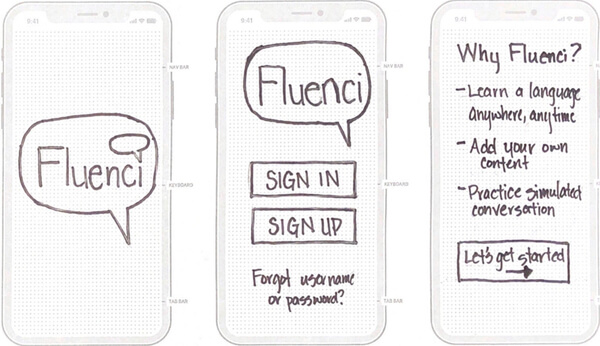 9:41
NAV BAR
Fluenci
KEYBOARD
TAB BAR
9:41
NAV BAR
Fluenci
SIGN IN
KEYBOARD
SIGN UP
Forgot username
or password?
TAB BAR
9:41
Why Fluenci?
- Learn a language
anywhere, anytime
- Add your own
content
- Practice simulated
conversation
Let's get started